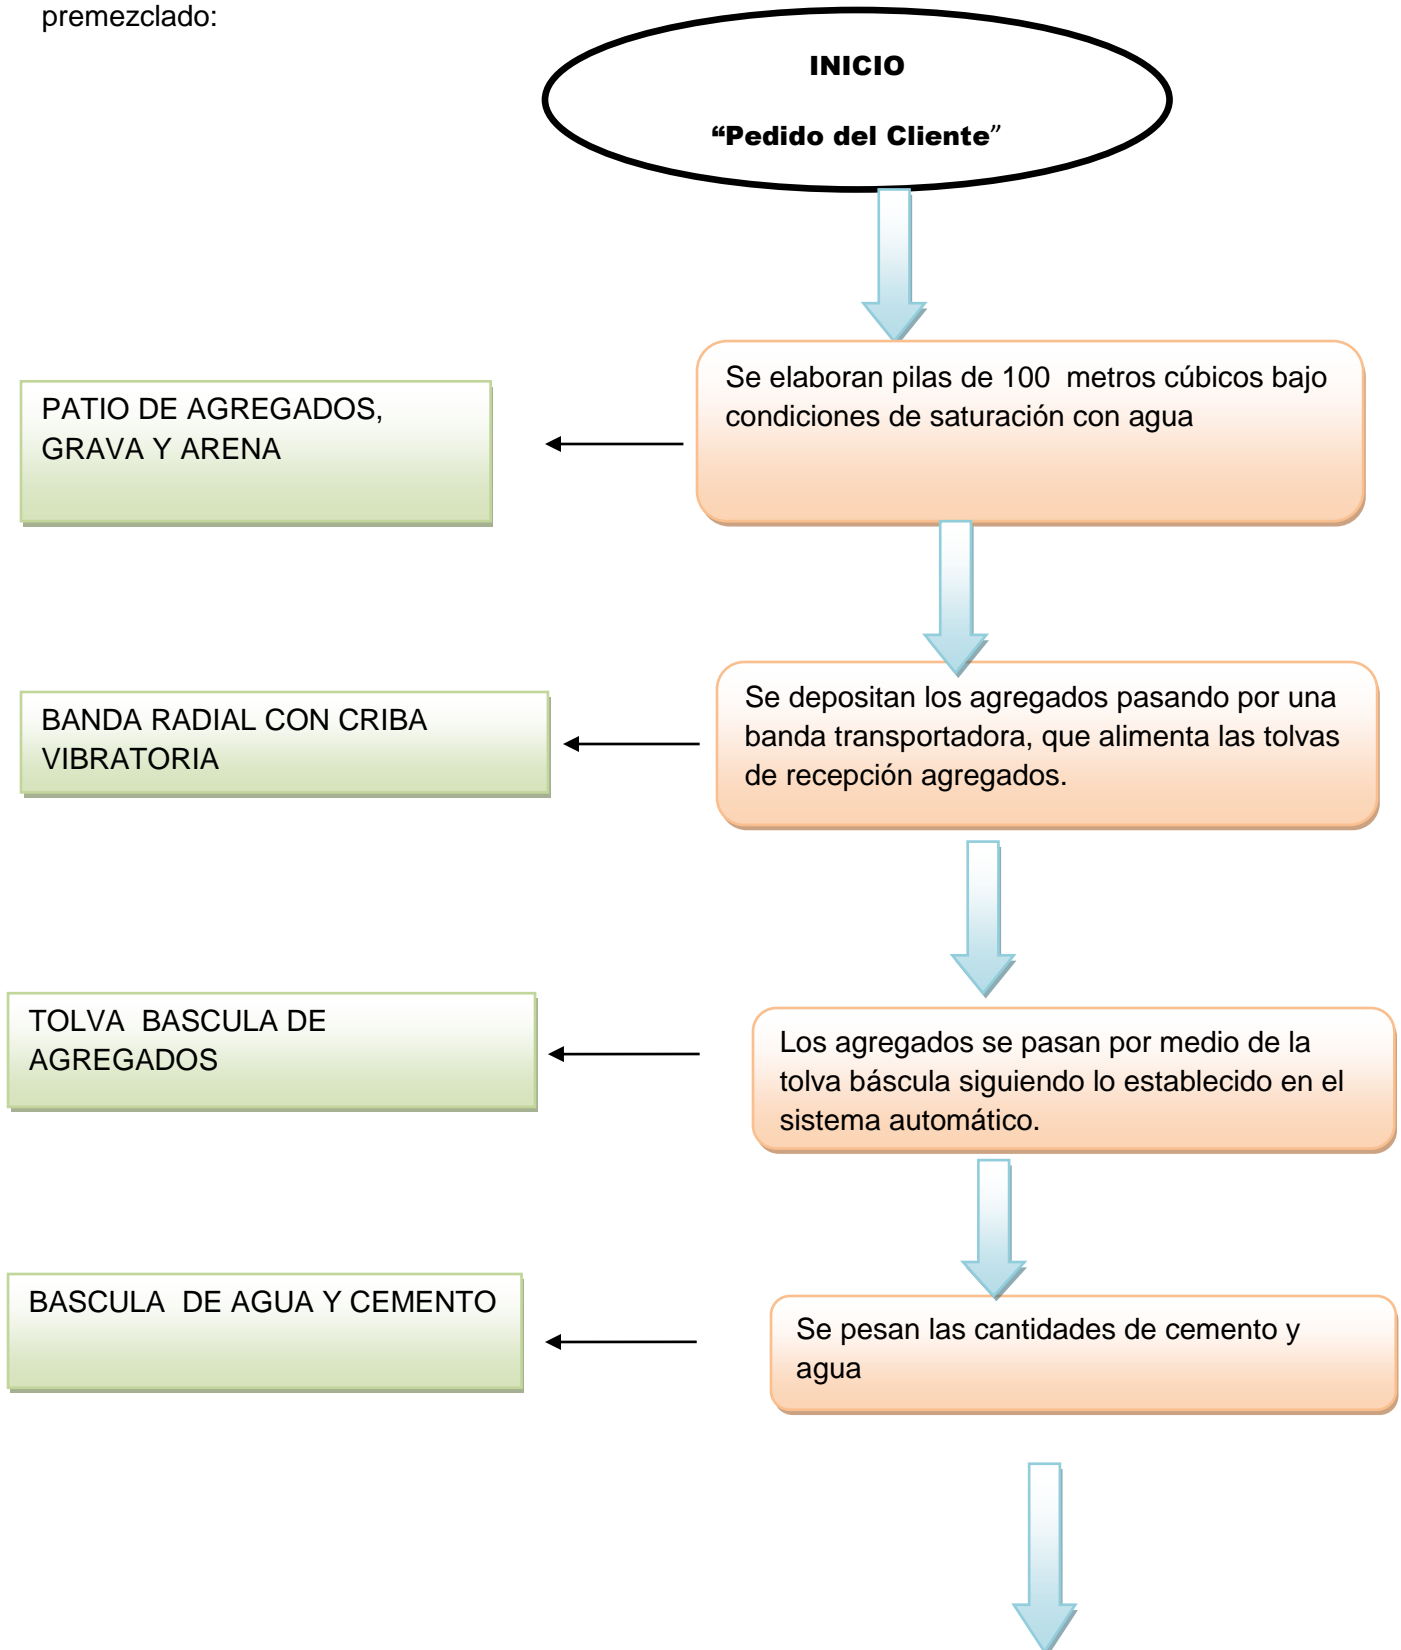 premezclado:
INICIO
“Pedido del Cliente”
Se elaboran pilas de 100 metros cúbicos bajo
condiciones de saturación con agua
PATIO DE AGREGADOS,
GRAVA Y ARENA
Se depositan los agregados pasando por una
banda transportadora, que alimenta las tolvas
de recepción agregados.
BANDA RADIAL CON CRIBA
VIBRATORIA
Los agregados se pasan por medio de la
tolva báscula siguiendo lo establecido en el
sistema automático.
TOLVA BASCULA DE
AGREGADOS
Se pesan las cantidades de cemento y
agua
BASCULA DE AGUA Y CEMENTO